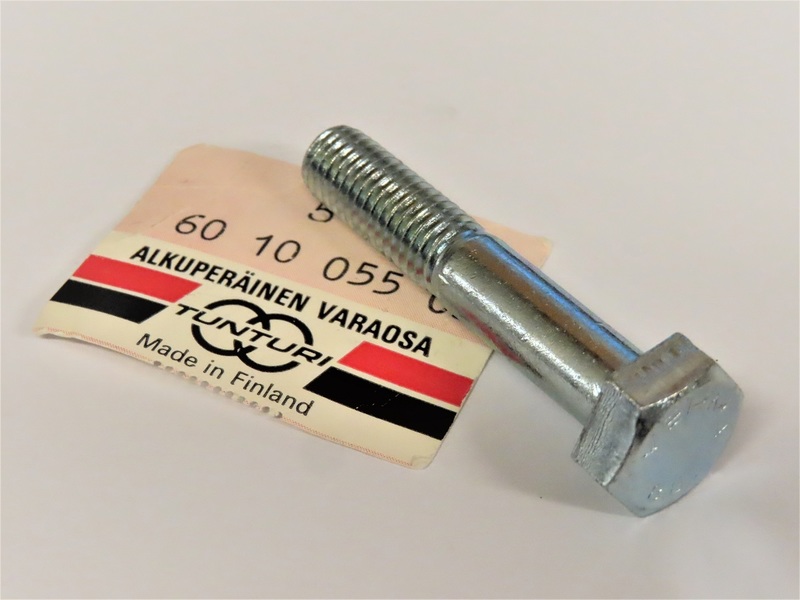 5
60 10 055
ALKUPERÄINEN VARAOSA
TUNTURI
Made in Finland